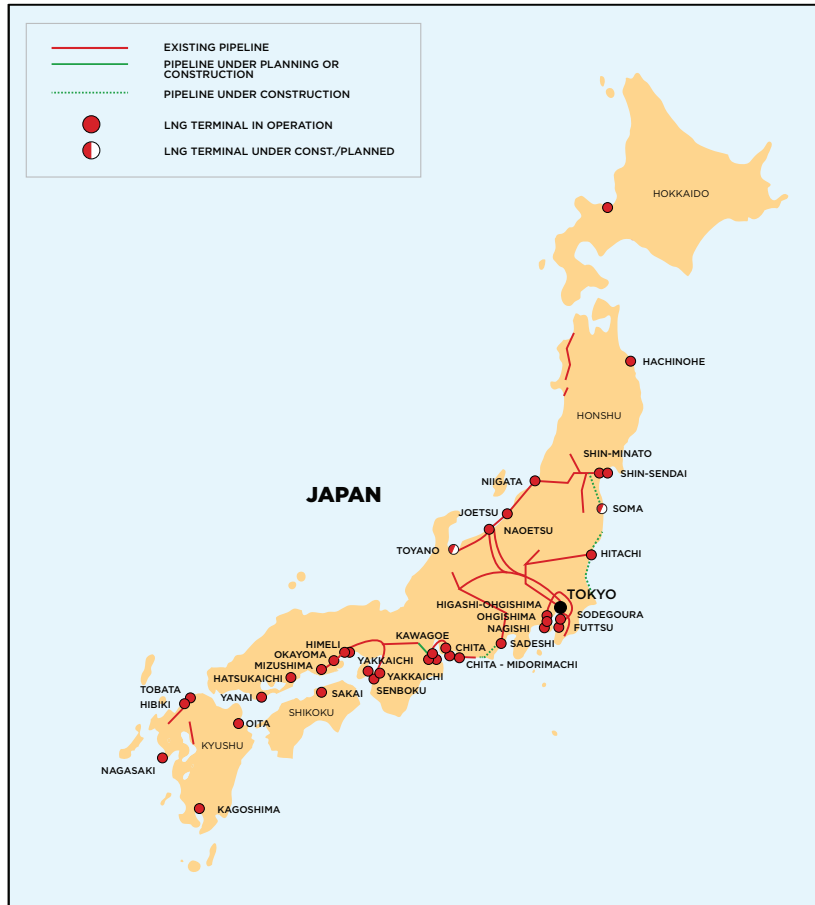 EXISTING PIPELINE
PIPELINE UNDER PLANNING OR
CONSTRUCTION
PIPELINE UNDER CONSTRUCTION
LNG TERMINAL IN OPERATION
LNG TERMINAL UNDER CONST./PLANNED
HOKKAIDO
HACHINOHE
HONSHU
SHIN-MINATO
SHIN-SENDAI
NIIGATA
JAPAN
SOMA
JOETSU
NAOETSU
TOYANO
HITACHI
TOKYO
HIGASHI-OHGISHIMA
OHGISHIMA
SODEGOURA
NAGISHI
FUTTSU
KAWAGOE
HIMELI
CHITA
SADESHI
OKAYOMA
MIZUSHIMA
YAKKAICHI
CHITA - MIDORIMACHI
HATSUKAICHI
YAKKAICHI
SENBOKU
TOBATA
YANAI
SAKAI
HIBIKI
SHIKOKU
OITA
KYUSHU
NAGASAKI
KAGOSHIMA